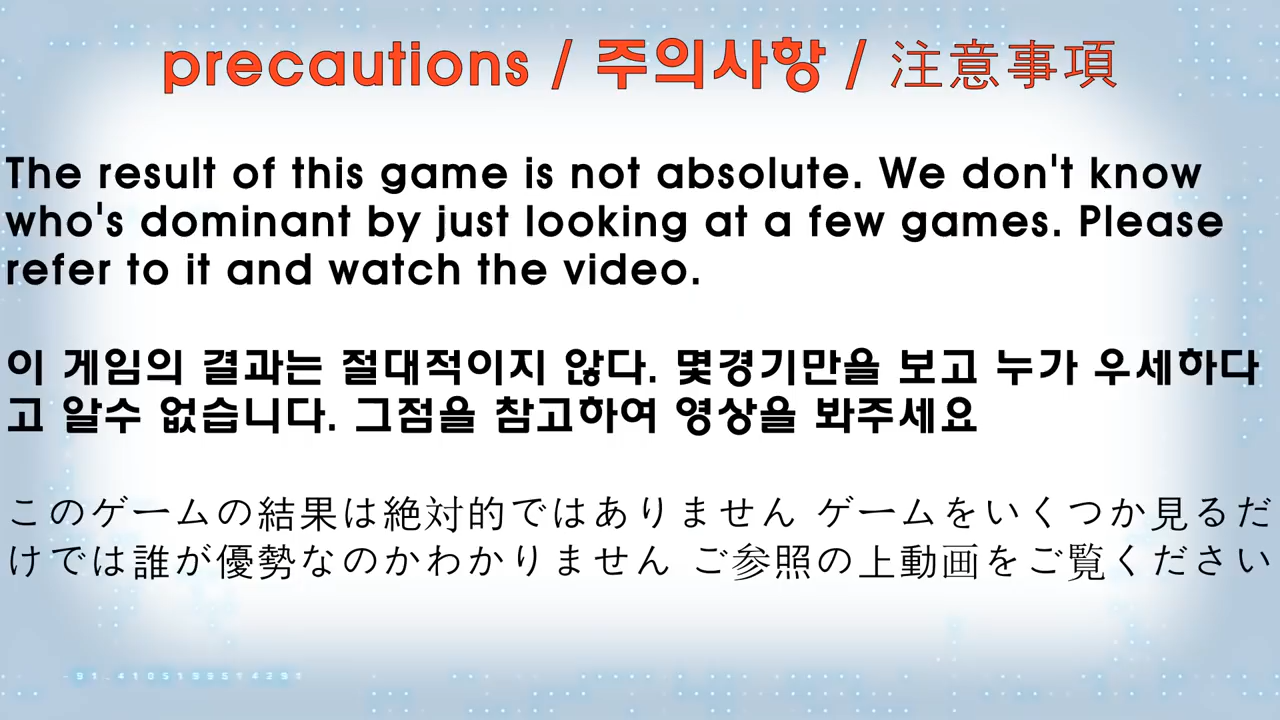 precautions / 주의사항 / 注意事項
The result of this game is not absolute. We don't know
who's dominant by just looking at a few games. Please
refer to it and watch the video.
이 게임의 결과는 절대적이지 않다. 몇경기만을 보고 누가 우세하다
고 알수 없습니다. 그점을 참고하여 영상을 봐주세요
このゲームの結果は絶対的ではありません ゲームをいくつか見るだ
けでは誰が優勢なのかわかりません ご参照の上動画をご覧ください